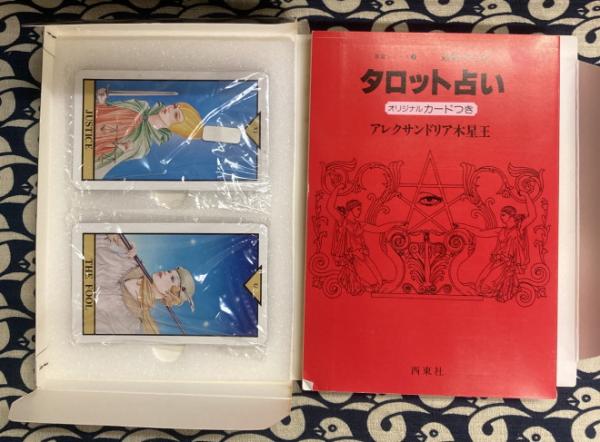 JUSTICE
THE FOOL
タロット占い
オリジナルカードつき
アレクサンドリア木星王
西東社